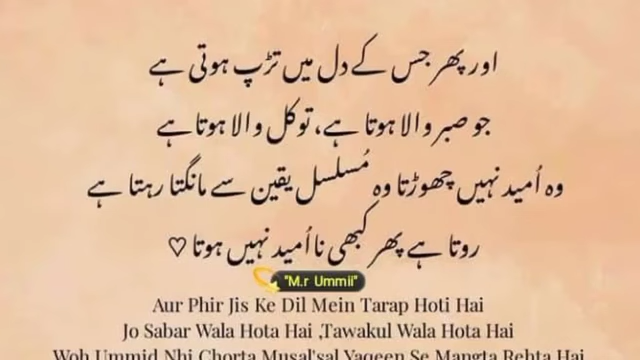 اور پھر جس کے دل میں تڑپ ہوتی ہے
جو صبر والا ہوتا ہے، توکل والا ہوتا ہے
وہ اُمید نہیں چھوڑتا وہ مُسلسل یقین سے مانگتا رہتا ہے
روتا ہے پھر کبھی نا اُمید نہیں ہوتا ♡
"M.r Ummii"
Aur Phir Jis Ke Dil Mein Tarap Hoti Hai
Jo Sabar Wala Hota Hai ,Tawakul Wala Hota Hai
Woh Ummid Nhi Chorta Musal'sal Yaqeen Se Mangta Rehta Hai